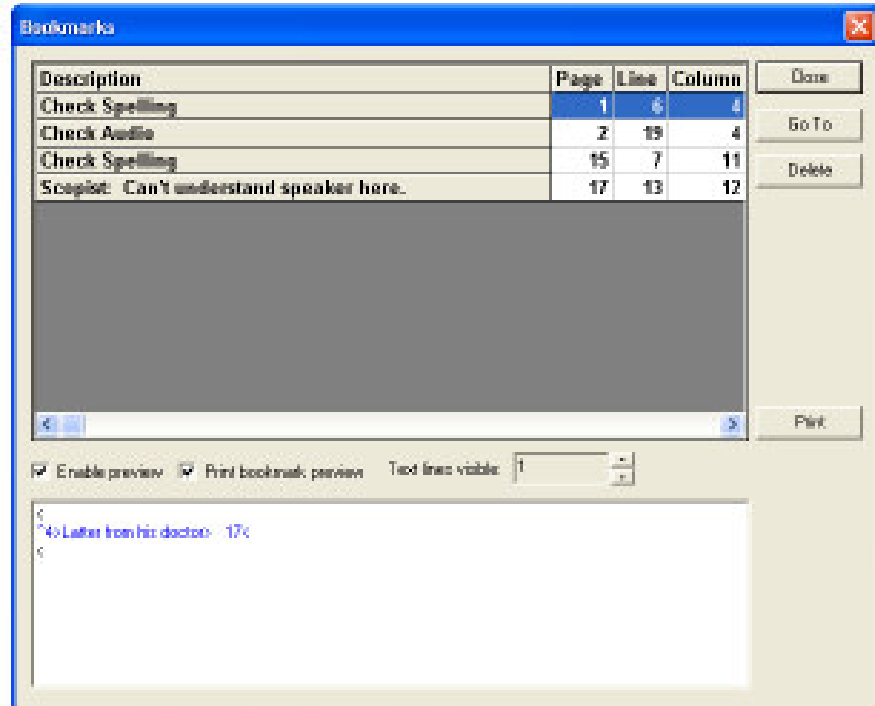 Bookmarks
Description Page Line Column
Check Spelling 1 6 4
Check Audio 2 19 4
Check Spelling 15 7 11
Scopist: Can't understand speaker here. 17 13 12
Close
Go To
Delete
Print
Enable preview Print bookmark preview Text lines visible: 1
<
^4>Letter from his doctor> 17<
<